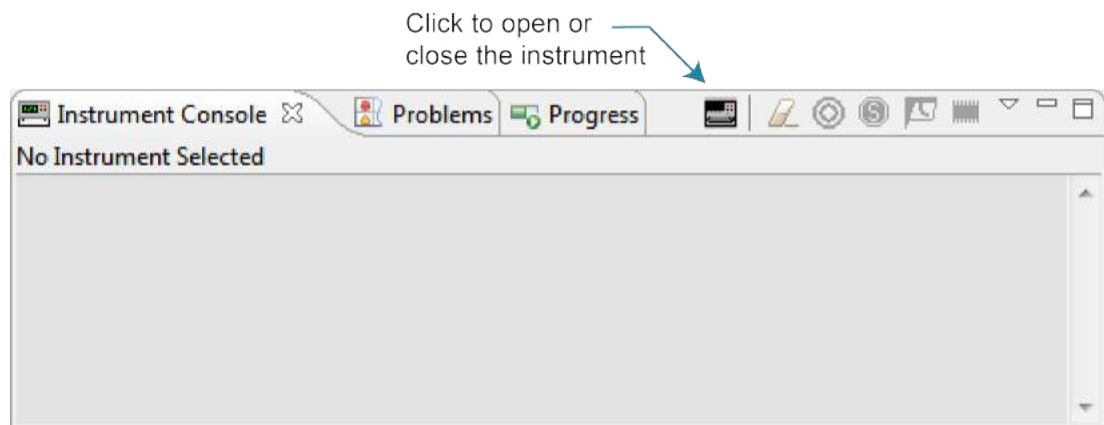 Click to open or
close the instrument
Instrument Console Problems Progress
No Instrument Selected